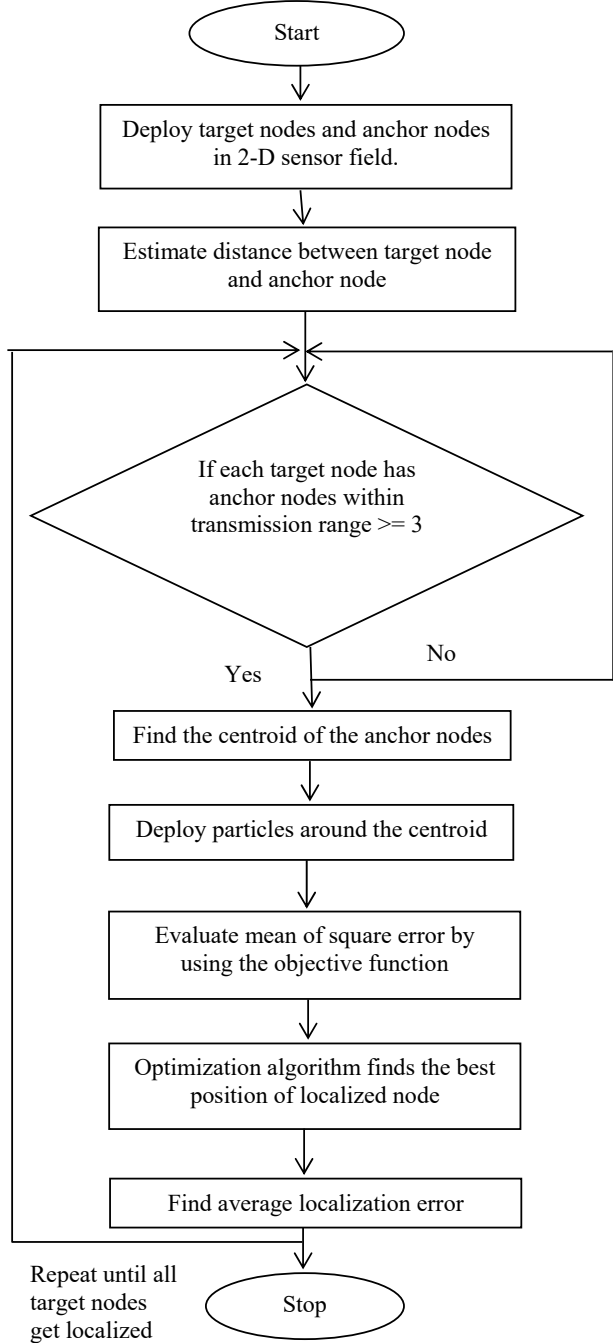 Start
Deploy target nodes and anchor nodes
in 2-D sensor field.
Estimate distance between target node
and anchor node
If each target node has
anchor nodes within
transmission range >= 3
No
Yes
Find the centroid of the anchor nodes
Deploy particles around the centroid
Evaluate mean of square error by
using the objective function
Optimization algorithm finds the best
position of localized node
Find average localization error
Repeat until all
target nodes
get localized
Stop